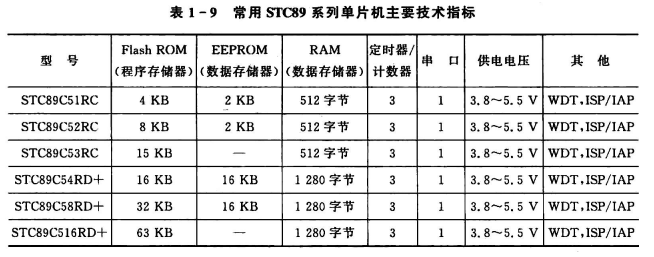 表 1-9 常用 STC89 系列单片机主要技术指标
型 号 Flash ROM (程序存储器) EEPROM (数据存储器) RAM (数据存储器) 定时器/计数器 串 口 供电电压 其 他
STC89C51RC 4 KB 2 KB 512 字节 3 1 3.8~5.5 V WDT,ISP/IAP
STC89C52RC 8 KB 2 KB 512 字节 3 1 3.8~5.5 V WDT,ISP/IAP
STC89C53RC 15 KB — 512 字节 3 1 3.8~5.5 V WDT,ISP/IAP
STC89C54RD+ 16 KB 16 KB 1 280 字节 3 1 3.8~5.5 V WDT,ISP/IAP
STC89C58RD+ 32 KB 16 KB 1 280 字节 3 1 3.8~5.5 V WDT,ISP/IAP
STC89C516RD+ 63 KB — 1 280 字节 3 1 3.8~5.5 V WDT,ISP/IAP